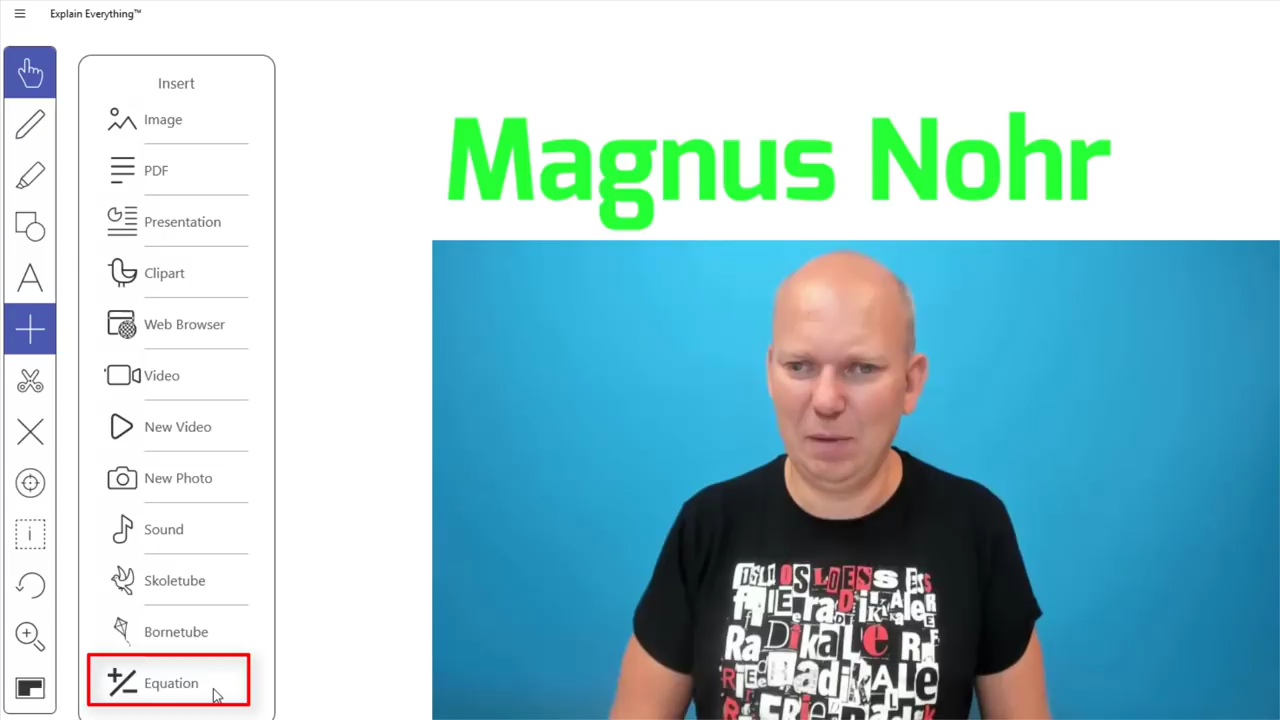 Explain Everything™
Insert
Image
PDF
Presentation
Clipart
Web Browser
Video
New Video
New Photo
Sound
Skoletube
Bornetube
Equation
A
i
Magnus Nohr